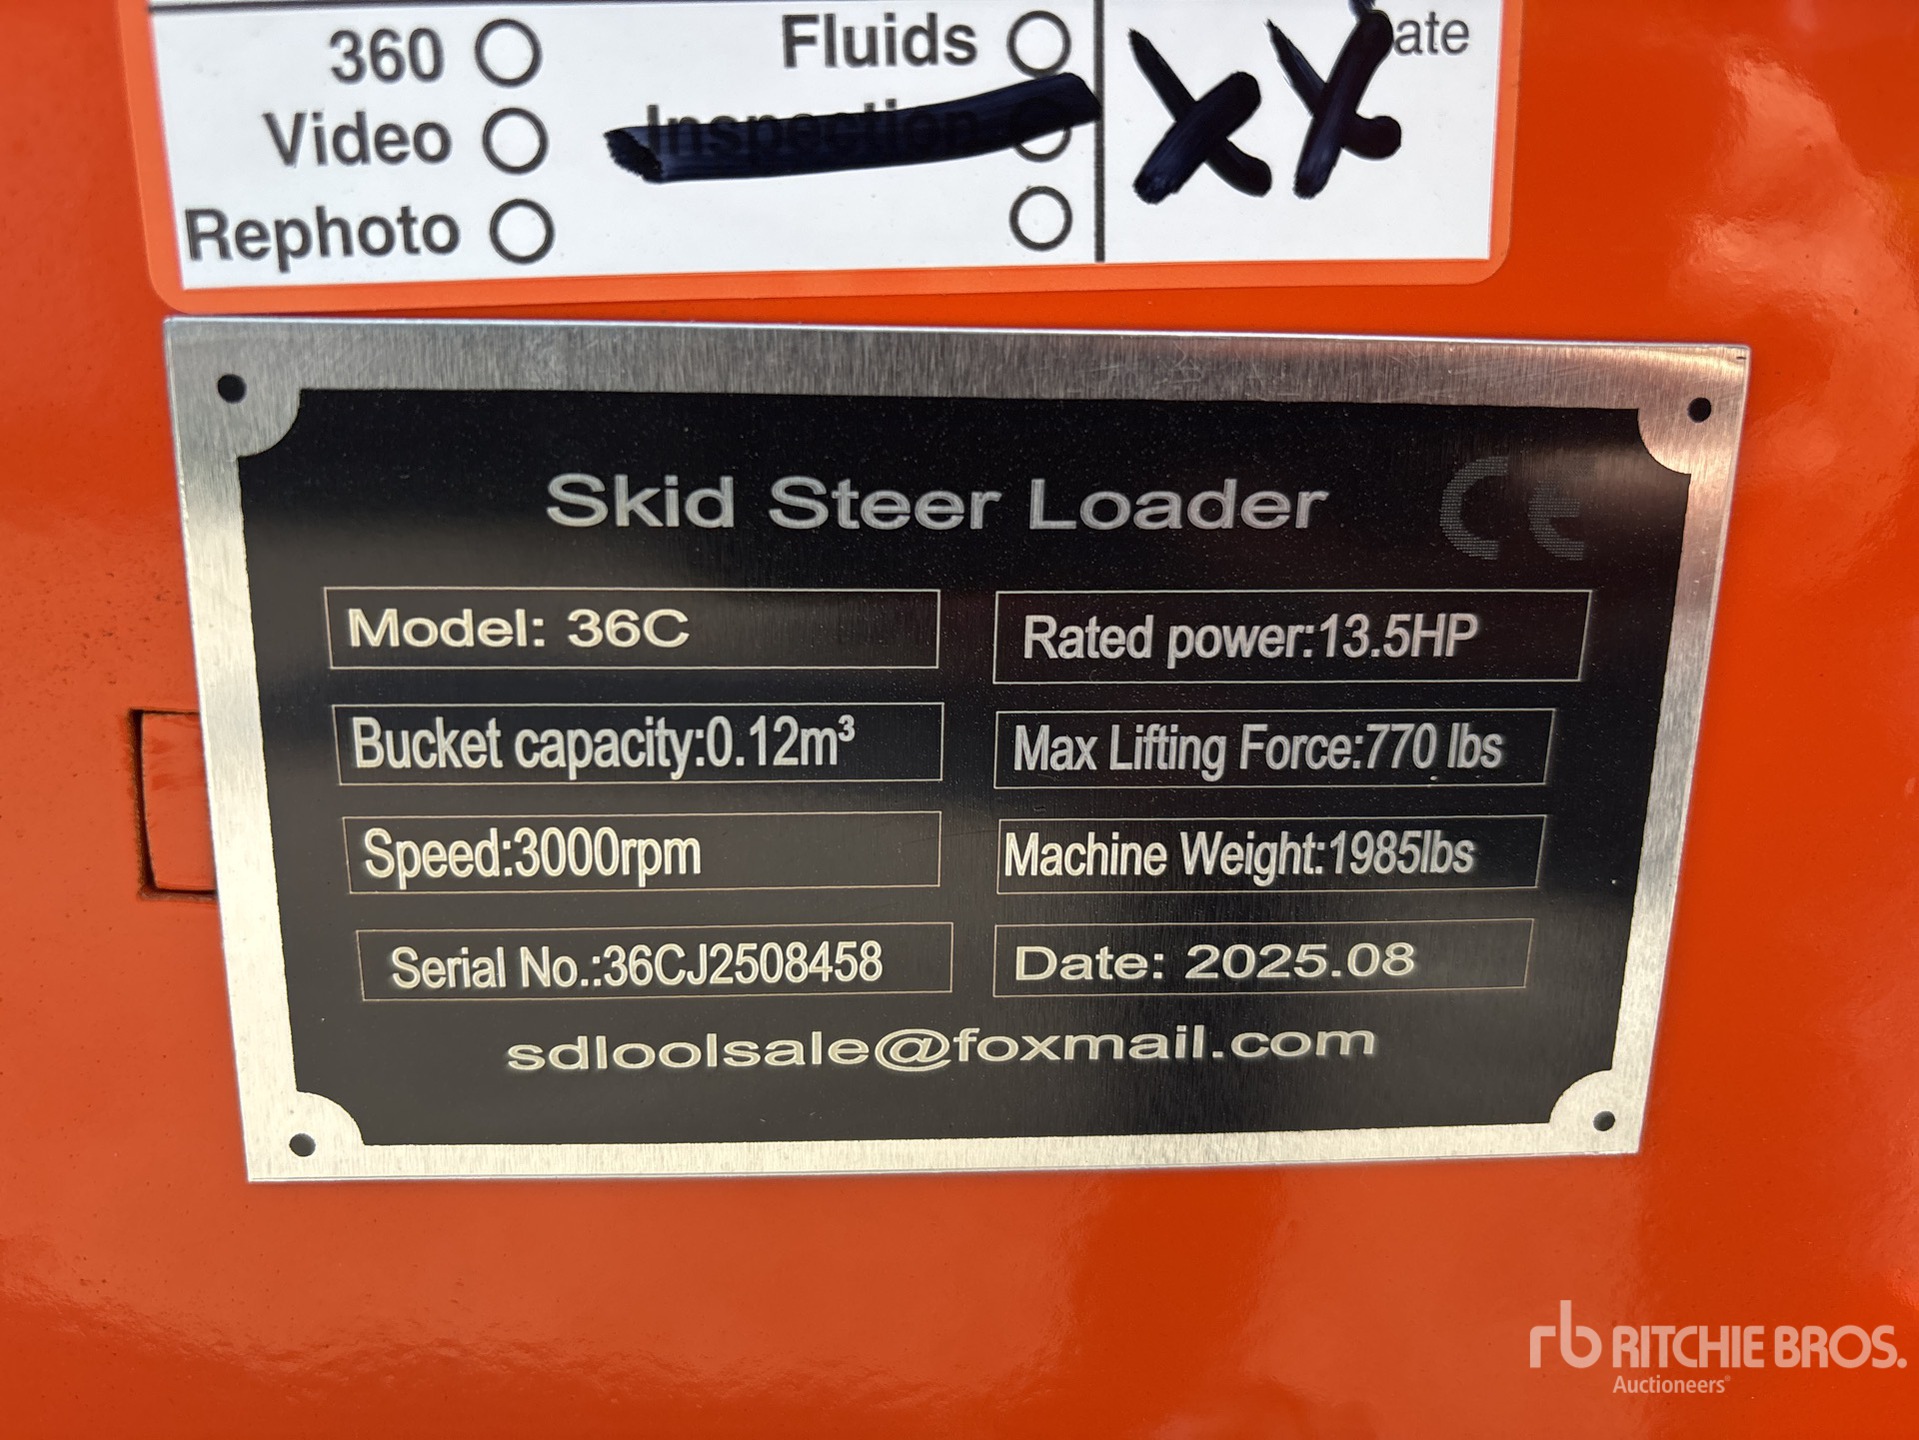 360 Fluids ate
Video Inspection XX
Rephoto
Skid Steer Loader CE
Model: 36C
Rated power:13.5HP
Bucket capacity:0.12m³
Max Lifting Force:770 lbs
Speed:3000rpm
Machine Weight:1985lbs
Serial No.:36CJ2508458
Date: 2025.08
sdloolsale@foxmail.com
rb RITCHIE BROS.
Auctioneers®